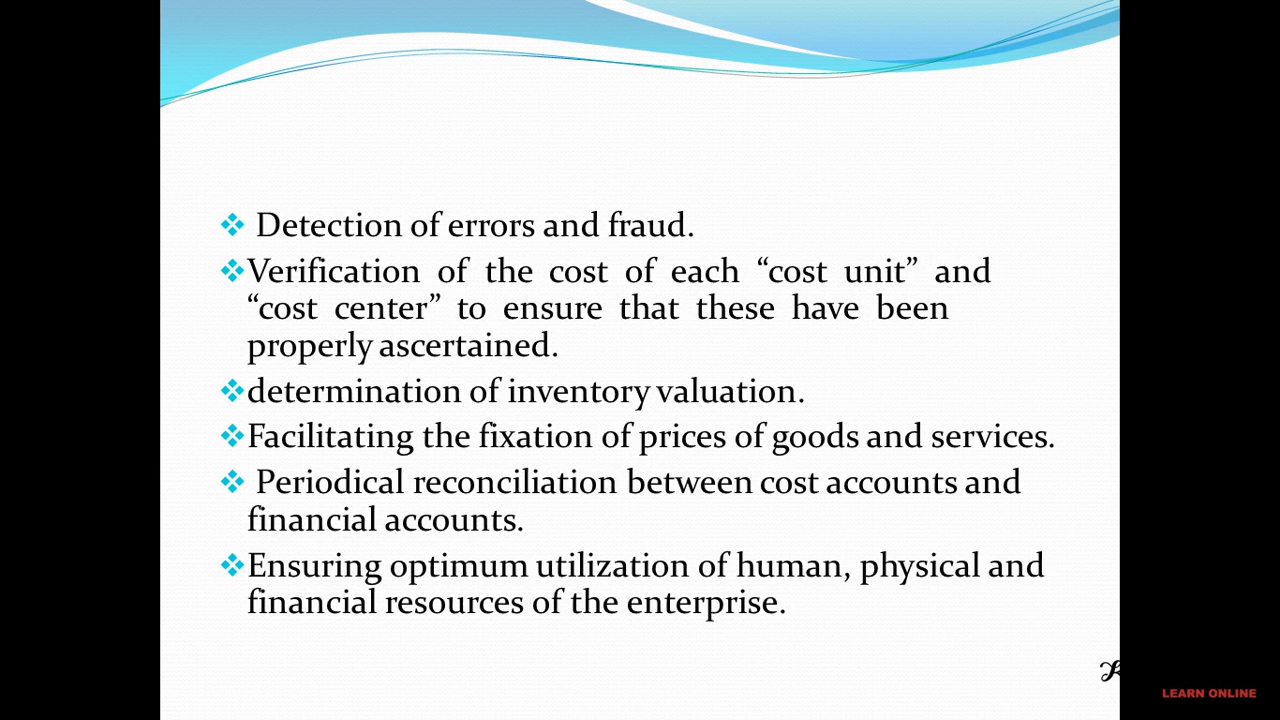 ❖ Detection of errors and fraud.
❖Verification of the cost of each “cost unit” and
“cost center” to ensure that these have been
properly ascertained.
❖determination of inventory valuation.
❖Facilitating the fixation of prices of goods and services.
❖ Periodical reconciliation between cost accounts and
financial accounts.
❖Ensuring optimum utilization of human, physical and
financial resources of the enterprise.
LEARN ONLINE